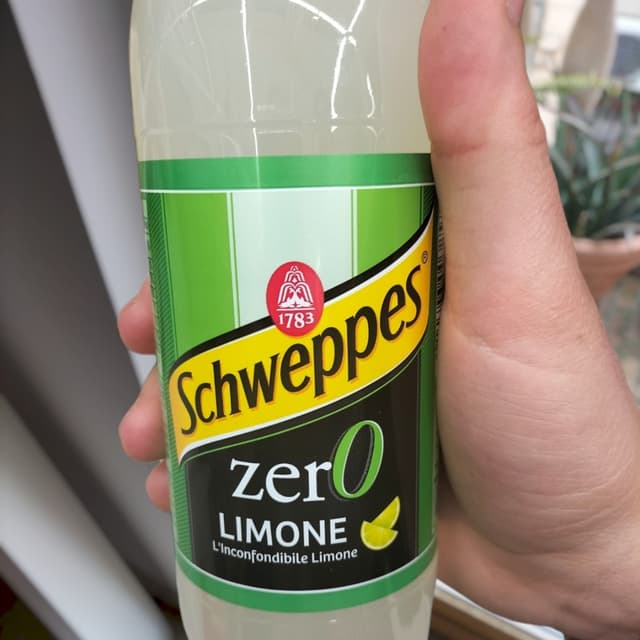 1783
Schweppes®
zer0
LIMONE
L'Inconfondibile Limone